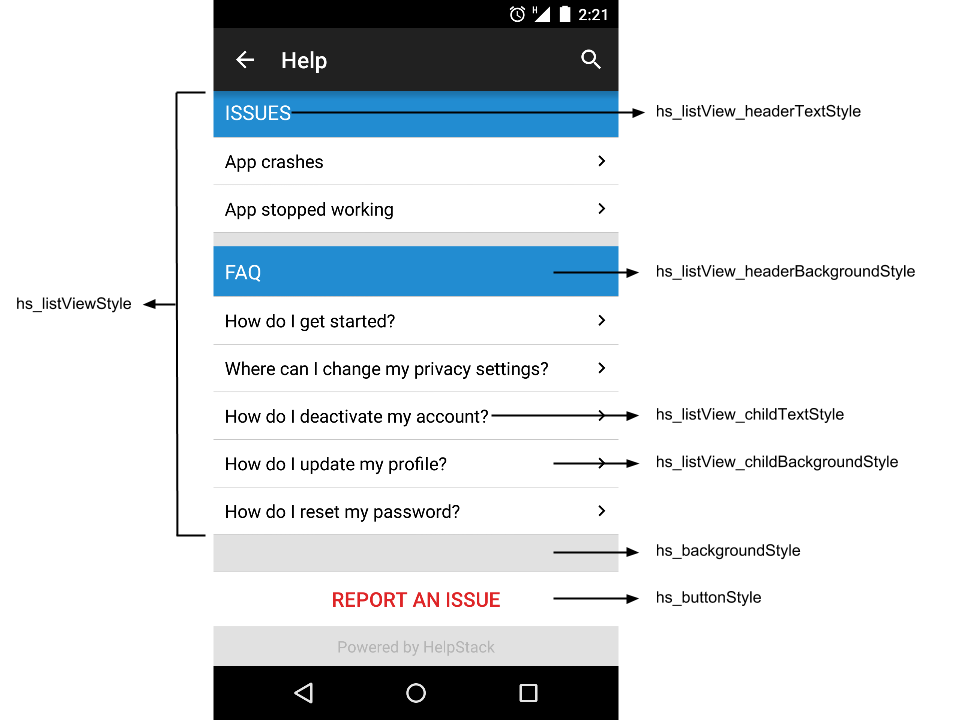 H 2:21
Help
ISSUES
hs_listView_headerTextStyle
App crashes
App stopped working
FAQ
hs_listView_headerBackgroundStyle
hs_listViewStyle
How do I get started?
Where can I change my privacy settings?
How do I deactivate my account?
hs_listView_childTextStyle
How do I update my profile?
hs_listView_childBackgroundStyle
How do I reset my password?
hs_backgroundStyle
REPORT AN ISSUE
hs_buttonStyle
Powered by HelpStack